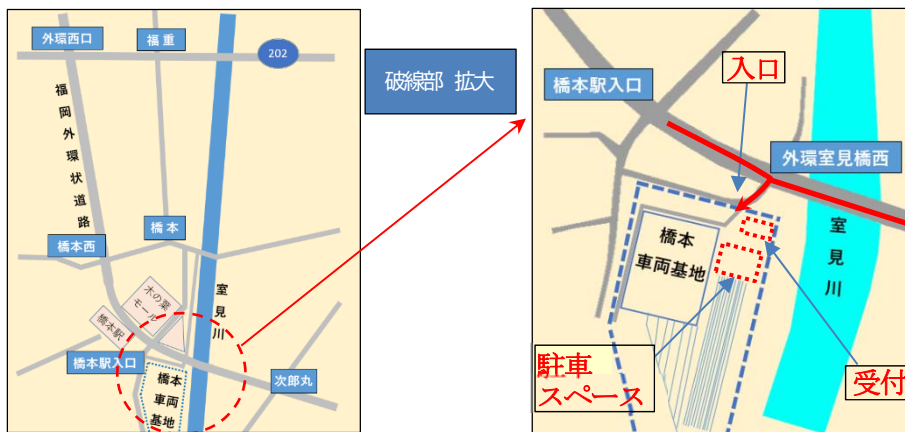 外環西口
福重
202
福岡外環状道路
橋本
橋本西
室見川
木の葉
モール
橋本駅
橋本駅入口
橋本
車両
基地
次郎丸
破線部 拡大
入口
橋本駅入口
外環室見橋西
橋本
車両基地
室見川
駐車
スペース
受付